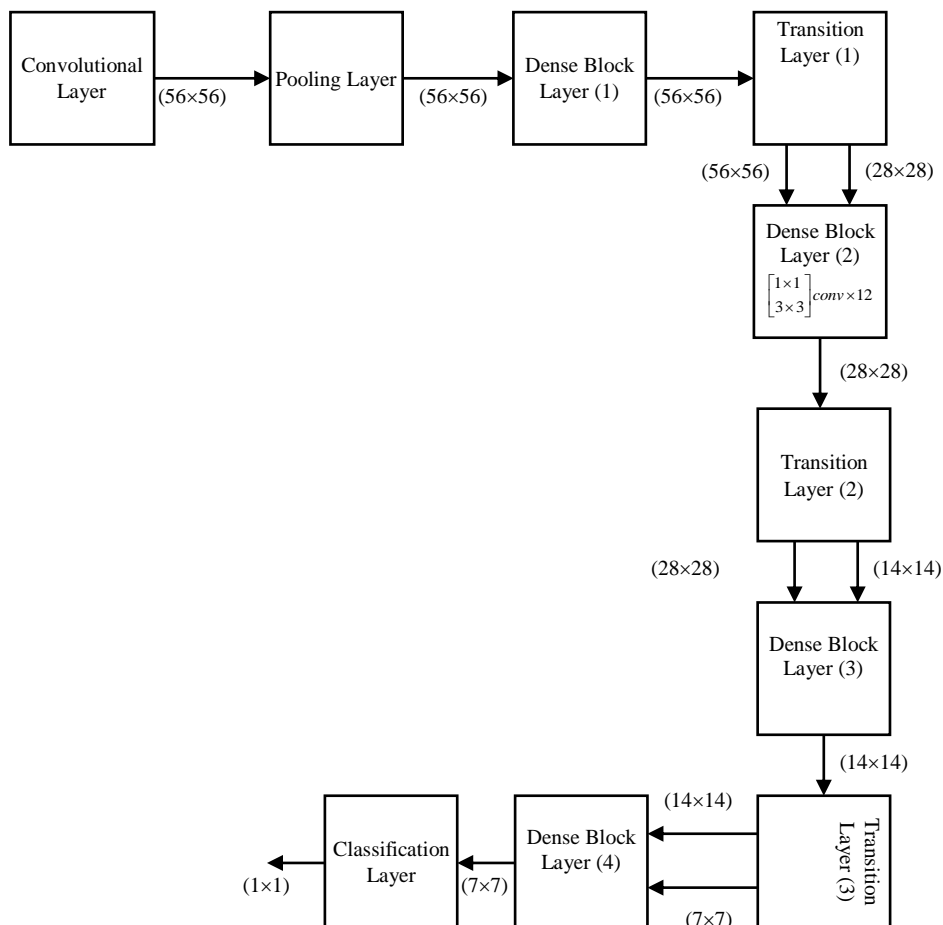 Convolutional
Layer
(56×56)
Pooling Layer
(56×56)
Dense Block
Layer (1)
(56×56)
Transition
Layer (1)
(56×56)
(28×28)
Dense Block
Layer (2)
[1×1
3×3] conv×12
(28×28)
Transition
Layer (2)
(28×28)
(14×14)
Dense Block
Layer (3)
(14×14)
Transition
Layer (3)
(14×14)
(7×7)
Dense Block
Layer (4)
(7×7)
Classification
Layer
(1×1)